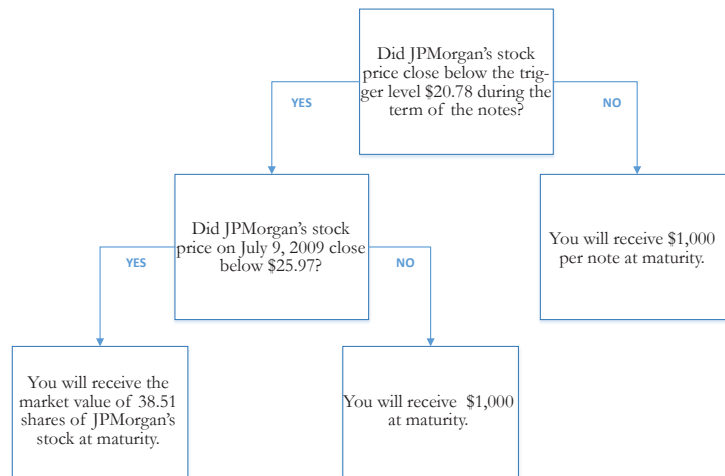 Did JPMorgan's stock
price close below the trig-
ger level $20.78 during the
term of the notes?
YES
NO
Did JPMorgan's stock
price on July 9, 2009 close
below $25.97?
You will receive $1,000
per note at maturity.
YES
NO
You will receive the
market value of 38.51
shares of JPMorgan's
stock at maturity.
You will receive $1,000
at maturity.